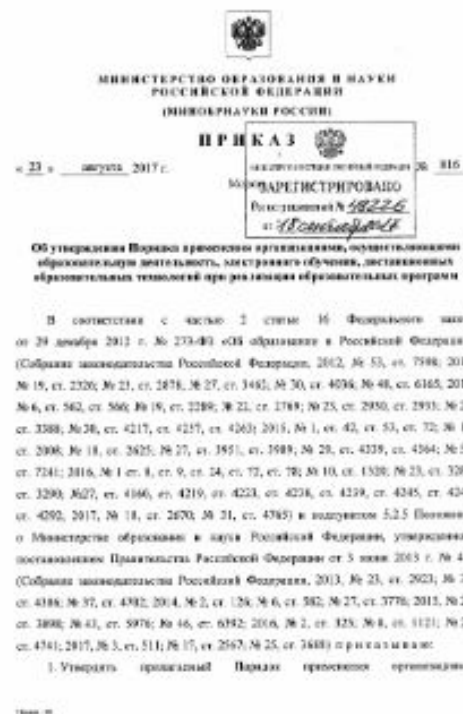 МИНИСТЕРСТВО ОБРАЗОВАНИЯ И НАУКИ
РОССИЙСКОЙ ФЕДЕРАЦИИ
(МИНОБРНАУКИ РОССИИ)
ПРИКАЗ
« 23 » августа 2017 г. № 816
ЗАРЕГИСТРИРОВАНО
Регистрационный № 48226
от 18 сентября 2017
Об утверждении Порядка применения организациями, осуществляющими
образовательную деятельность, электронного обучения, дистанционных
образовательных технологий при реализации образовательных программ
В соответствии с частью 2 статьи 16 Федерального
от 29 декабря 2012 г. № 273-ФЗ «Об образовании в Российской Федерации
(Собрание законодательства Российской Федерации, 2012, № 53, ст. 7598;
№ 19, ст. 2326; № 23, ст. 2878; № 27, ст. 3462; № 30, ст. 4036; № 48, ст. 6165;
№ 6, ст. 562, ст. 566; № 19, ст. 2289; № 22, ст. 2769; № 23, ст. 2930, ст. 2933;
ст. 3388; № 30, ст. 4217, ст. 4257, ст. 4263; 2015, № 1, ст. 42, ст. 53, ст. 72;
ст. 2008; № 18, ст. 2625; № 27, ст. 3951, ст. 3989; № 29, ст. 4339, ст. 4364;
ст. 7241; 2016, № 1 ст. 8, ст. 9, ст. 24, ст. 72, ст. 78; № 10, ст. 1320; № 23,
ст. 3290; №27, ст. 4160, ст. 4219, ст. 4223, ст. 4238, ст. 4239, ст. 4245,
ст. 4292, 2017, № 18, ст. 2670; № 31, ст. 4765) и подпунктом 5.2.5
о Министерстве образования и науки Российской Федерации,
постановлением Правительства Российской Федерации от 3 июня 2013 г.
(Собрание законодательства Российской Федерации, 2013, № 23, ст. 2923;
ст. 4386; № 37, ст. 4702; 2014, № 2, ст. 126; № 6, ст. 582; № 27, ст. 3776; 2015,
ст. 3898; № 43, ст. 5976; № 46, ст. 6392; 2016, № 2, ст. 325; № 8, ст. 1121;
ст. 4741; 2017, № 3, ст. 511; № 17, ст. 2567; № 25, ст. 3688) приказываю:
1. Утвердить прилагаемый Порядок применения